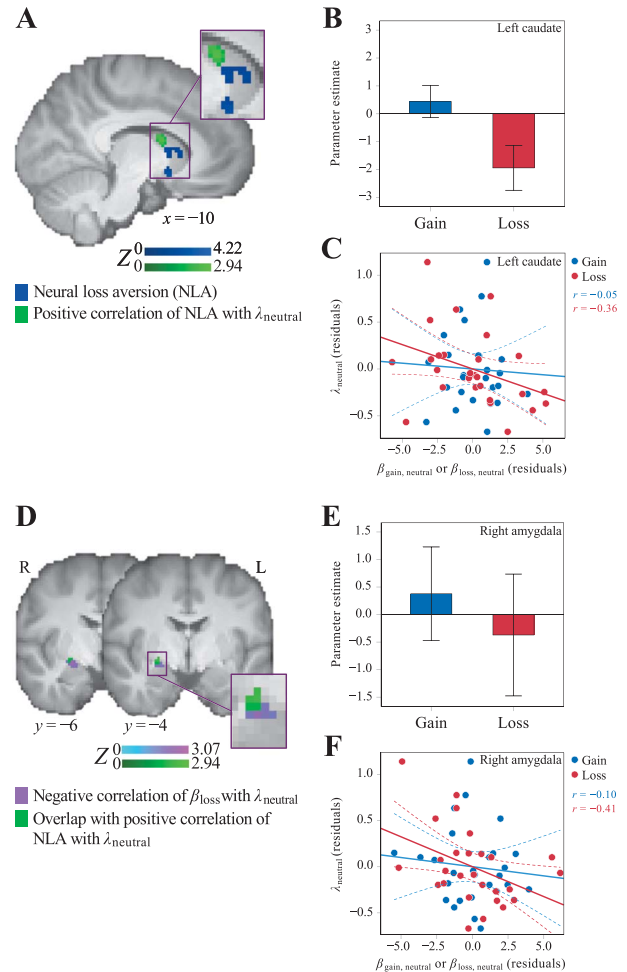 A
x = −10
Z
0 4.22
0 2.94
Neural loss aversion (NLA)
Positive correlation of NLA with λneutral
B
Left caudate
Parameter estimate
3
2
1
0
−1
−2
−3
Gain Loss
C
Left caudate
Gain
Loss
r = −0.05
r = −0.36
λneutral (residuals)
1.0
0.5
0.0
−0.5
−5.0 −2.5 0.0 2.5 5.0
βgain, neutral or βloss, neutral (residuals)
D
R L
y = −6 y = −4
Z
0 3.07
0 2.94
Negative correlation of βloss with λneutral
Overlap with positive correlation of
NLA with λneutral
E
Right amygdala
Parameter estimate
1.5
1.0
0.5
0.0
−0.5
−1.0
−1.5
Gain Loss
F
Right amygdala
Gain
Loss
r = −0.10
r = −0.41
λneutral (residuals)
1.0
0.5
0.0
−0.5
−5.0 −2.5 0.0 2.5 5.0
βgain, neutral or βloss, neutral (residuals)